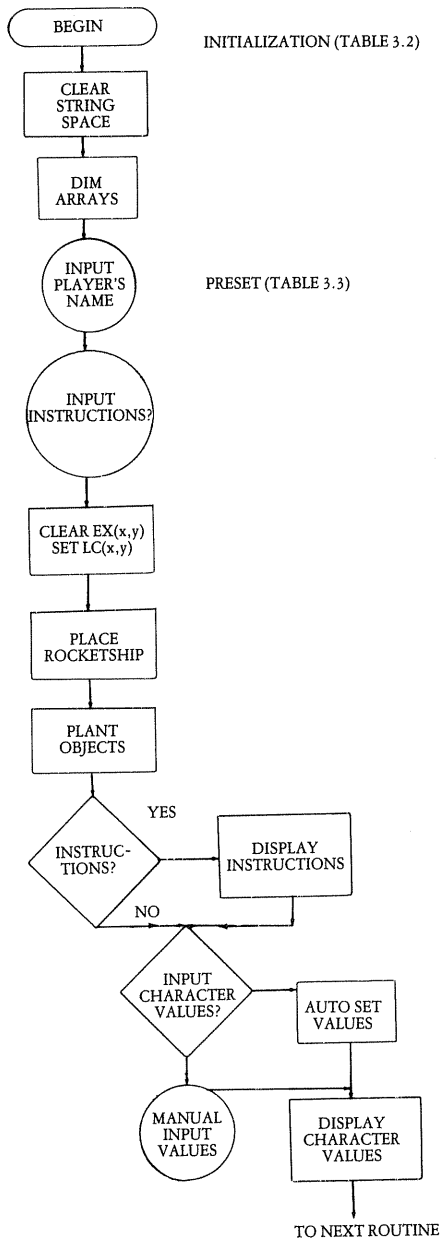 BEGIN
INITIALIZATION (TABLE 3.2)
CLEAR
STRING
SPACE
DIM
ARRAYS
INPUT
PLAYER'S
NAME
PRESET (TABLE 3.3)
INPUT
INSTRUCTIONS?
CLEAR EX(x,y)
SET LC(x,y)
PLACE
ROCKETSHIP
PLANT
OBJECTS
YES
INSTRUC-
TIONS?
DISPLAY
INSTRUCTIONS
NO
INPUT
CHARACTER
VALUES?
AUTO SET
VALUES
MANUAL
INPUT
VALUES
DISPLAY
CHARACTER
VALUES
TO NEXT ROUTINE